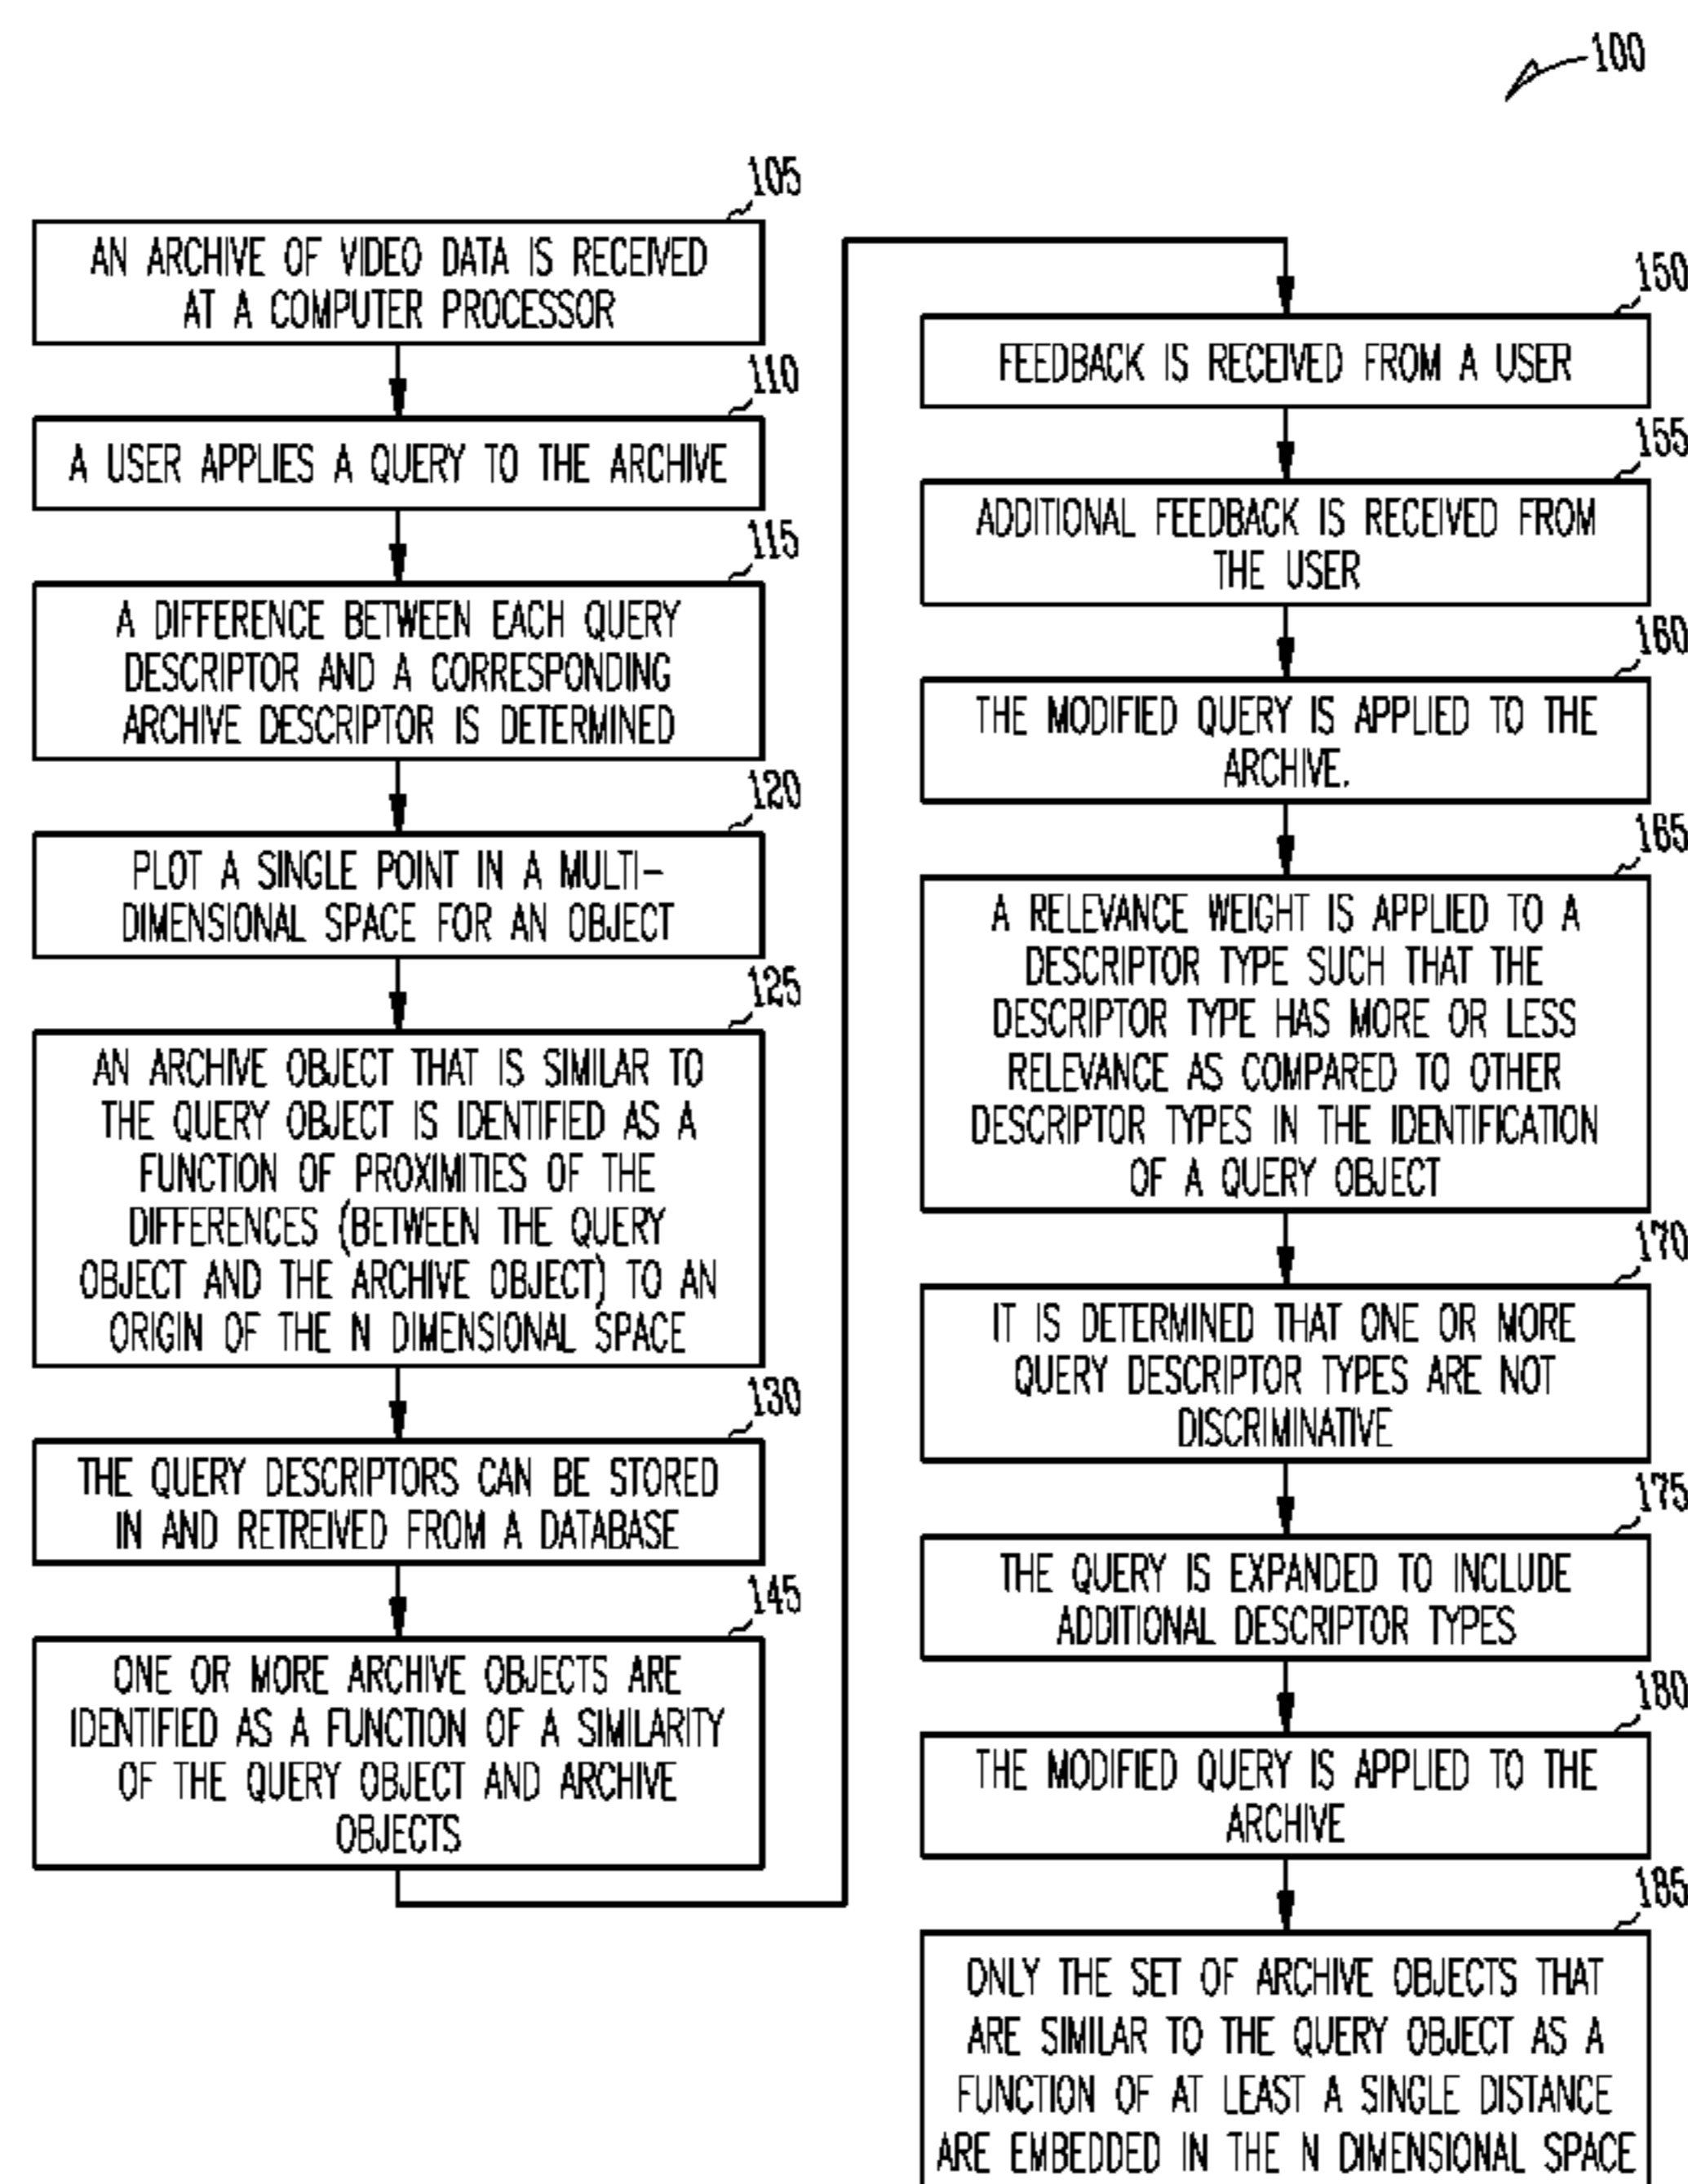 100
105
AN ARCHIVE OF VIDEO DATA IS RECEIVED
AT A COMPUTER PROCESSOR
110
A USER APPLIES A QUERY TO THE ARCHIVE
115
A DIFFERENCE BETWEEN EACH QUERY
DESCRIPTOR AND A CORRESPONDING
ARCHIVE DESCRIPTOR IS DETERMINED
120
PLOT A SINGLE POINT IN A MULTI-
DIMENSIONAL SPACE FOR AN OBJECT
125
AN ARCHIVE OBJECT THAT IS SIMILAR TO
THE QUERY OBJECT IS IDENTIFIED AS A
FUNCTION OF PROXIMITIES OF THE
DIFFERENCES (BETWEEN THE QUERY
OBJECT AND THE ARCHIVE OBJECT) TO AN
ORIGIN OF THE N DIMENSIONAL SPACE
130
THE QUERY DESCRIPTORS CAN BE STORED
IN AND RETREIVED FROM A DATABASE
145
ONE OR MORE ARCHIVE OBJECTS ARE
IDENTIFIED AS A FUNCTION OF A SIMILARITY
OF THE QUERY OBJECT AND ARCHIVE
OBJECTS
150
FEEDBACK IS RECEIVED FROM A USER
155
ADDITIONAL FEEDBACK IS RECEIVED FROM
THE USER
160
THE MODIFIED QUERY IS APPLIED TO THE
ARCHIVE.
165
A RELEVANCE WEIGHT IS APPLIED TO A
DESCRIPTOR TYPE SUCH THAT THE
DESCRIPTOR TYPE HAS MORE OR LESS
RELEVANCE AS COMPARED TO OTHER
DESCRIPTOR TYPES IN THE IDENTIFICATION
OF A QUERY OBJECT
170
IT IS DETERMINED THAT ONE OR MORE
QUERY DESCRIPTOR TYPES ARE NOT
DISCRIMINATIVE
175
THE QUERY IS EXPANDED TO INCLUDE
ADDITIONAL DESCRIPTOR TYPES
180
THE MODIFIED QUERY IS APPLIED TO THE
ARCHIVE
185
ONLY THE SET OF ARCHIVE OBJECTS THAT
ARE SIMILAR TO THE QUERY OBJECT AS A
FUNCTION OF AT LEAST A SINGLE DISTANCE
ARE EMBEDDED IN THE N DIMENSIONAL SPACE